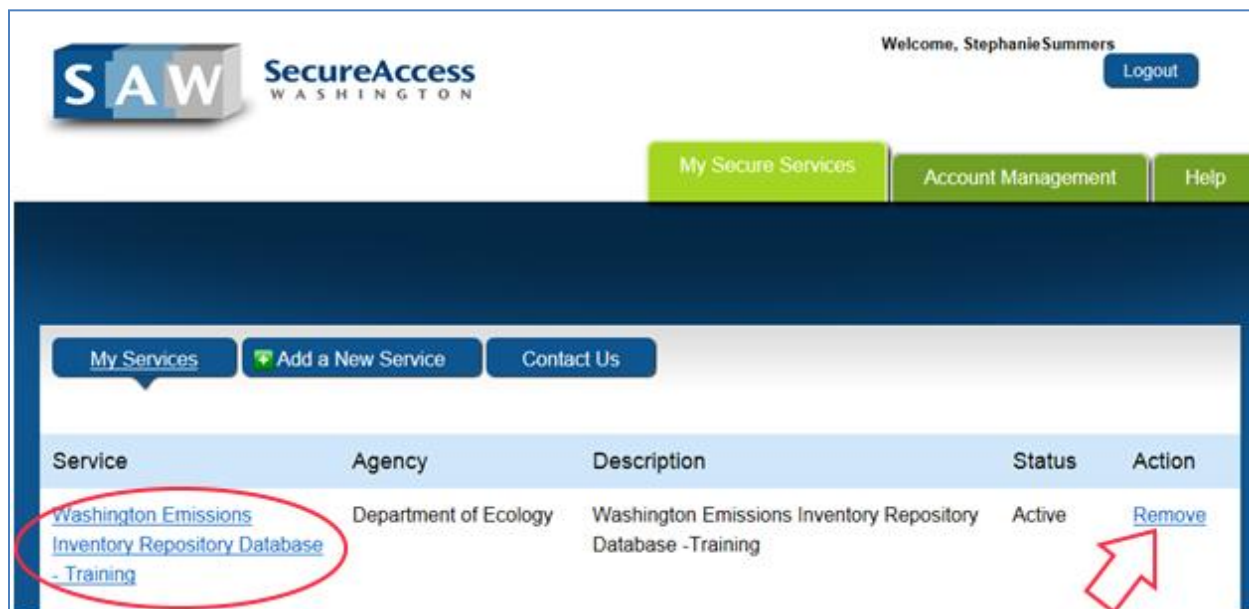 Welcome, StephanieSummers
SAW SecureAccess
WASHINGTON
Logout
My Secure Services Account Management Help
My Services Add a New Service Contact Us
Service Agency Description Status Action
Washington Emissions Department of Ecology Washington Emissions Inventory Repository Active Remove
Inventory Repository Database Database -Training
- Training